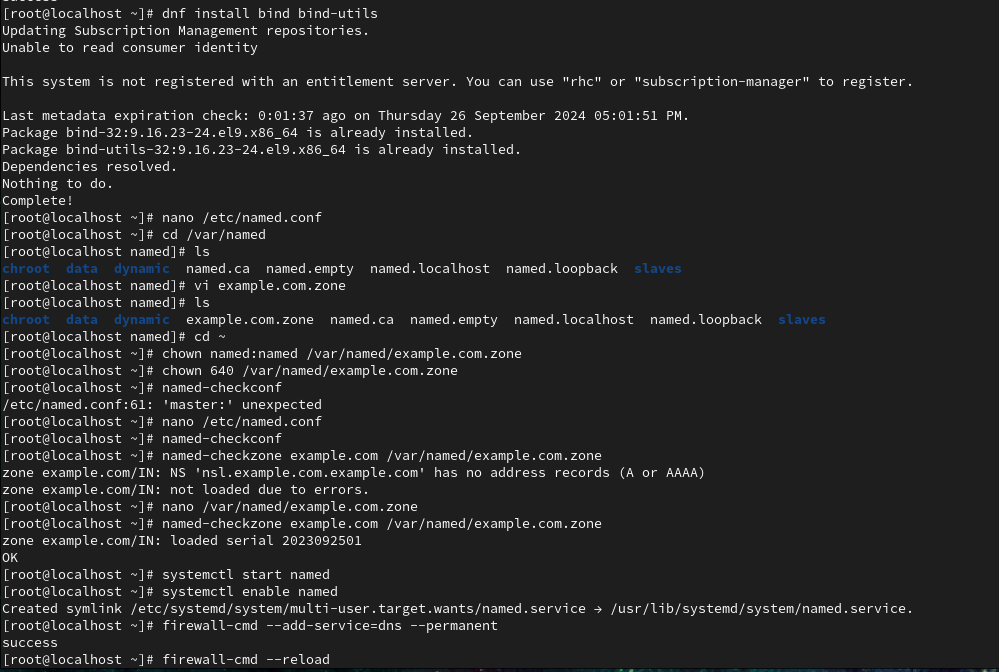 [root@localhost ~]# dnf install bind bind-utils
Updating Subscription Management repositories.
Unable to read consumer identity
This system is not registered with an entitlement server. You can use "rhc" or "subscription-manager" to register.
Last metadata expiration check: 0:01:37 ago on Thursday 26 September 2024 05:01:51 PM.
Package bind-32:9.16.23-24.el9.x86_64 is already installed.
Package bind-utils-32:9.16.23-24.el9.x86_64 is already installed.
Dependencies resolved.
Nothing to do.
Complete!
[root@localhost ~]# nano /etc/named.conf
[root@localhost ~]# cd /var/named
[root@localhost named]# ls
chroot  data  dynamic  named.ca  named.empty  named.localhost  named.loopback  slaves
[root@localhost named]# vi example.com.zone
[root@localhost named]# ls
chroot  data  dynamic  example.com.zone  named.ca  named.empty  named.localhost  named.loopback  slaves
[root@localhost named]# cd ~
[root@localhost ~]# chown named:named /var/named/example.com.zone
[root@localhost ~]# chown 640 /var/named/example.com.zone
[root@localhost ~]# named-checkconf
/etc/named.conf:61: 'master:' unexpected
[root@localhost ~]# nano /etc/named.conf
[root@localhost ~]# named-checkconf
[root@localhost ~]# named-checkzone example.com /var/named/example.com.zone
zone example.com/IN: NS 'nsl.example.com.example.com' has no address records (A or AAAA)
zone example.com/IN: not loaded due to errors.
[root@localhost ~]# nano /var/named/example.com.zone
[root@localhost ~]# named-checkzone example.com /var/named/example.com.zone
zone example.com/IN: loaded serial 2023092501
OK
[root@localhost ~]# systemctl start named
[root@localhost ~]# systemctl enable named
Created symlink /etc/systemd/system/multi-user.target.wants/named.service → /usr/lib/systemd/system/named.service.
[root@localhost ~]# firewall-cmd --add-service=dns --permanent
success
[root@localhost ~]# firewall-cmd --reload